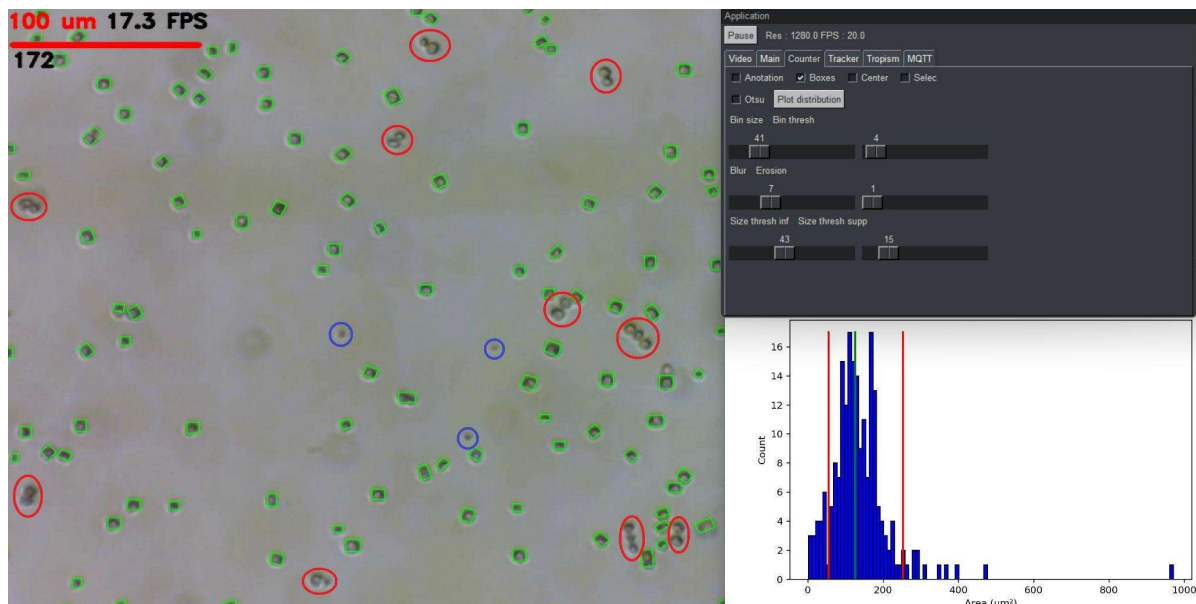 100 um 17.3 FPS
172
Application
Pause Res : 1280.0 FPS : 20.0
Video Main Counter Tracker Tropism MQTT
Anotation Boxes Center Selec
Otsu Plot distribution
Bin size Bin thresh
41 4
Blur Erosion
7 1
Size thresh inf Size thresh supp
43 15
Count
16
14
12
10
8
6
4
2
0
0 200 400 600 800 1000
Area (um²)